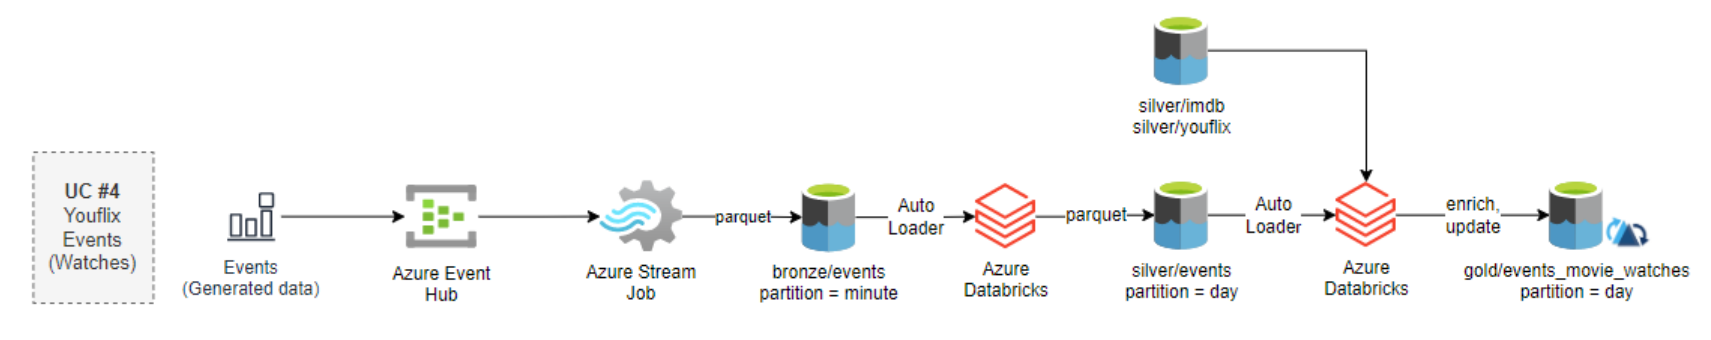 UC #4
Youflix
Events
(Watches)
Events
(Generated data)
Azure Event
Hub
Azure Stream
Job
parquet
bronze/events
partition = minute
Auto
Loader
Azure
Databricks
parquet
silver/imdb
silver/youflix
silver/events
partition = day
Auto
Loader
Azure
Databricks
enrich,
update
gold/events_movie_watches
partition = day